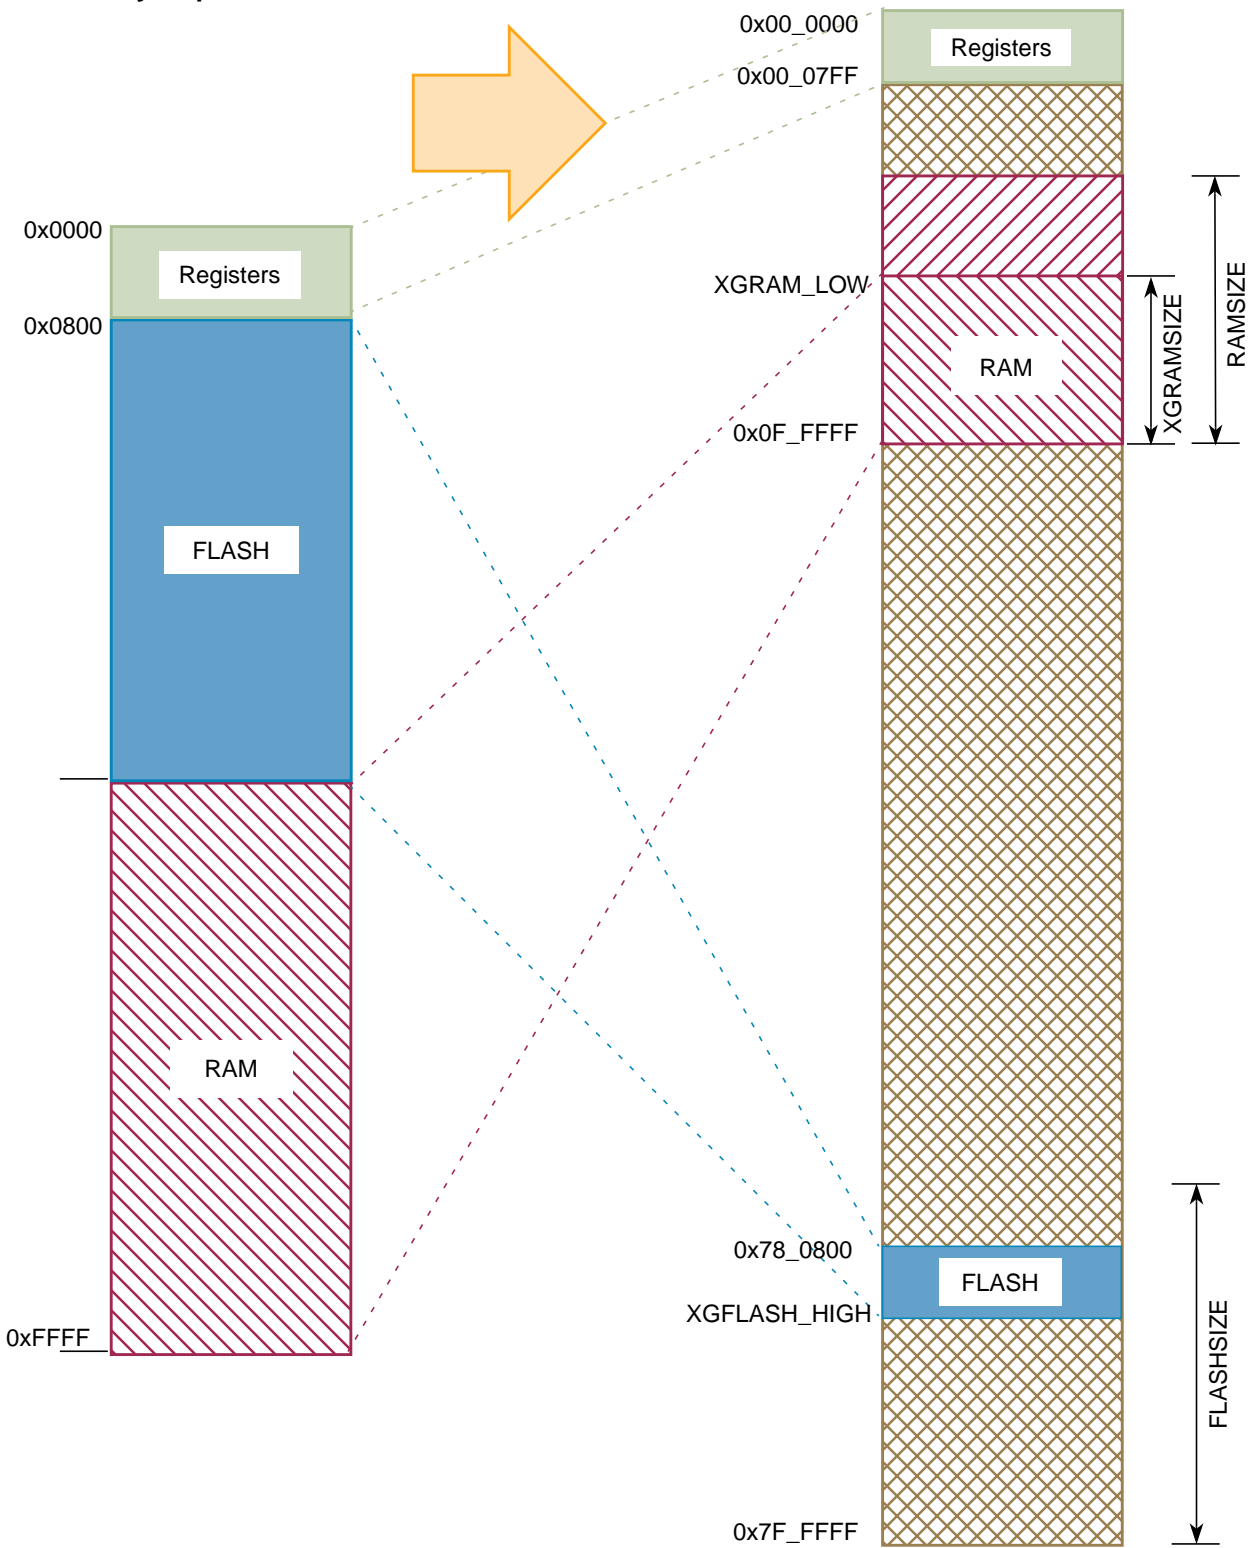 0x00_0000
Registers
0x00_07FF
0x0000
Registers
0x0800
XGRAM_LOW
RAM
XGRAMSIZE
RAMSIZE
0x0F_FFFF
FLASH
RAM
0x78_0800
FLASH
XGFLASH_HIGH
FLASHSIZE
0xFFFF
0x7F_FFFF